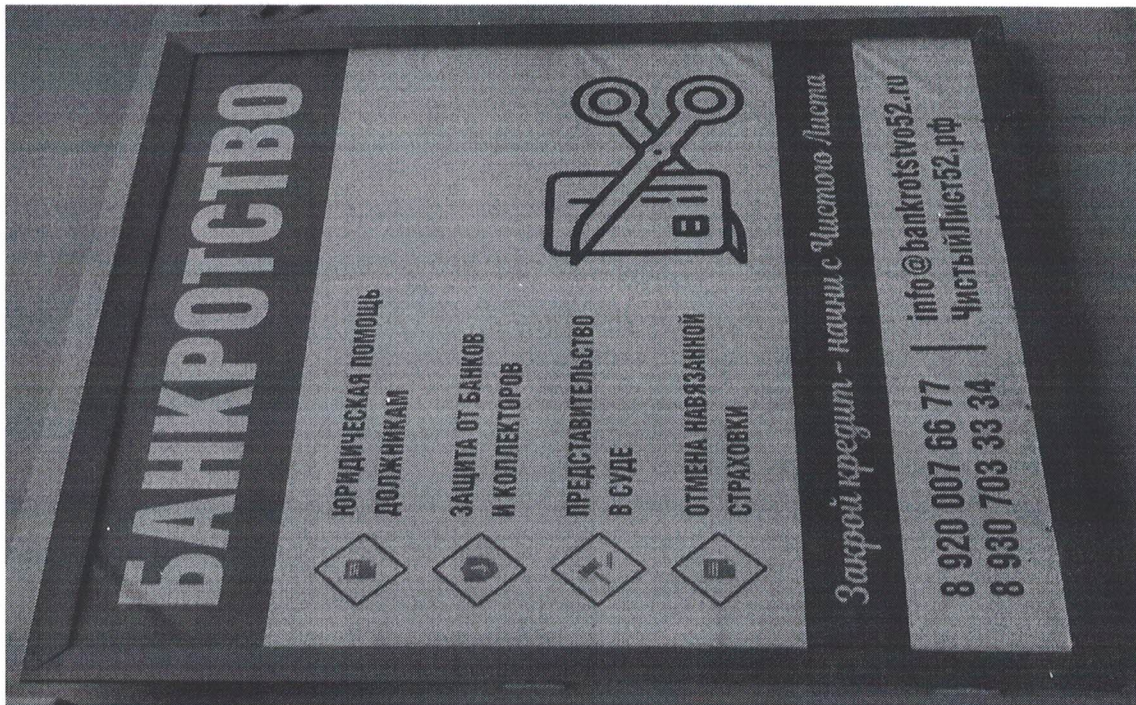 БАНКРОТСТВО
ЮРИДИЧЕСКАЯ ПОМОЩЬ
ДОЛЖНИКАМ
ЗАЩИТА ОТ БАНКОВ
И КОЛЛЕКТОРОВ
ПРЕДСТАВИТЕЛЬСТВО
В СУДЕ
ОТМЕНА НАВЯЗАННОЙ
СТРАХОВКИ
B
Закрой кредит - начни с Чистого Листа
8 920 007 66 77 | info@bankrotstvo52.ru
8 930 703 33 34 | ЧистыйЛист52.рф